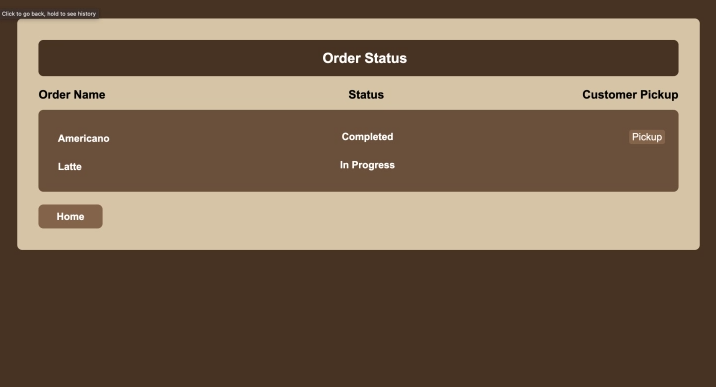 Click to go back, hold to see history
Order Status
Order Name Status Customer Pickup
Americano Completed Pickup
Latte In Progress
Home